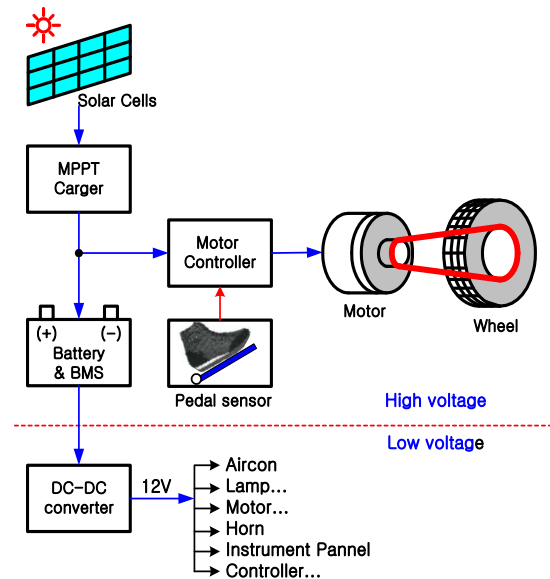 Solar Cells
MPPT
Carger
Motor
Controller
Motor
Wheel
(+) (-)
Battery
& BMS
Pedal sensor
High voltage
Low voltage
DC-DC
converter
12V
Aircon
Lamp...
Motor...
Horn
Instrument Pannel
Controller...